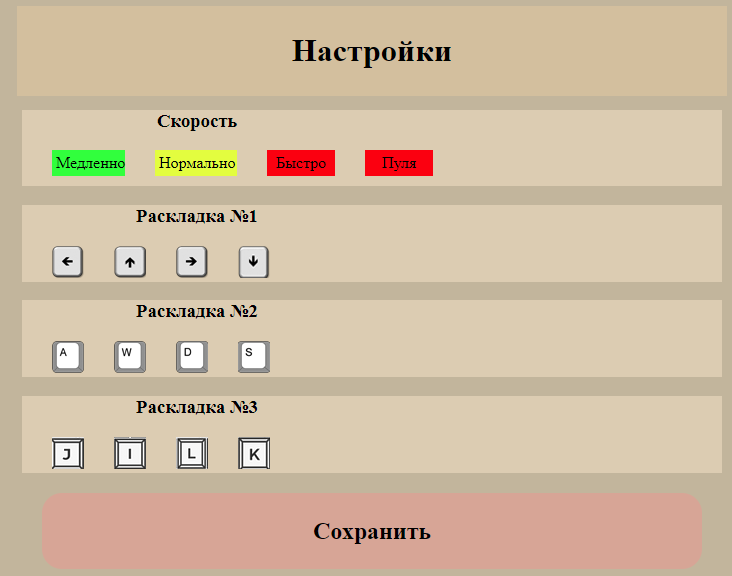 Настройки
Скорость
Медленно Нормально Быстро Пуля
Раскладка №1
← ↑ → ↓
Раскладка №2
A W D S
Раскладка №3
J I L K
Сохранить